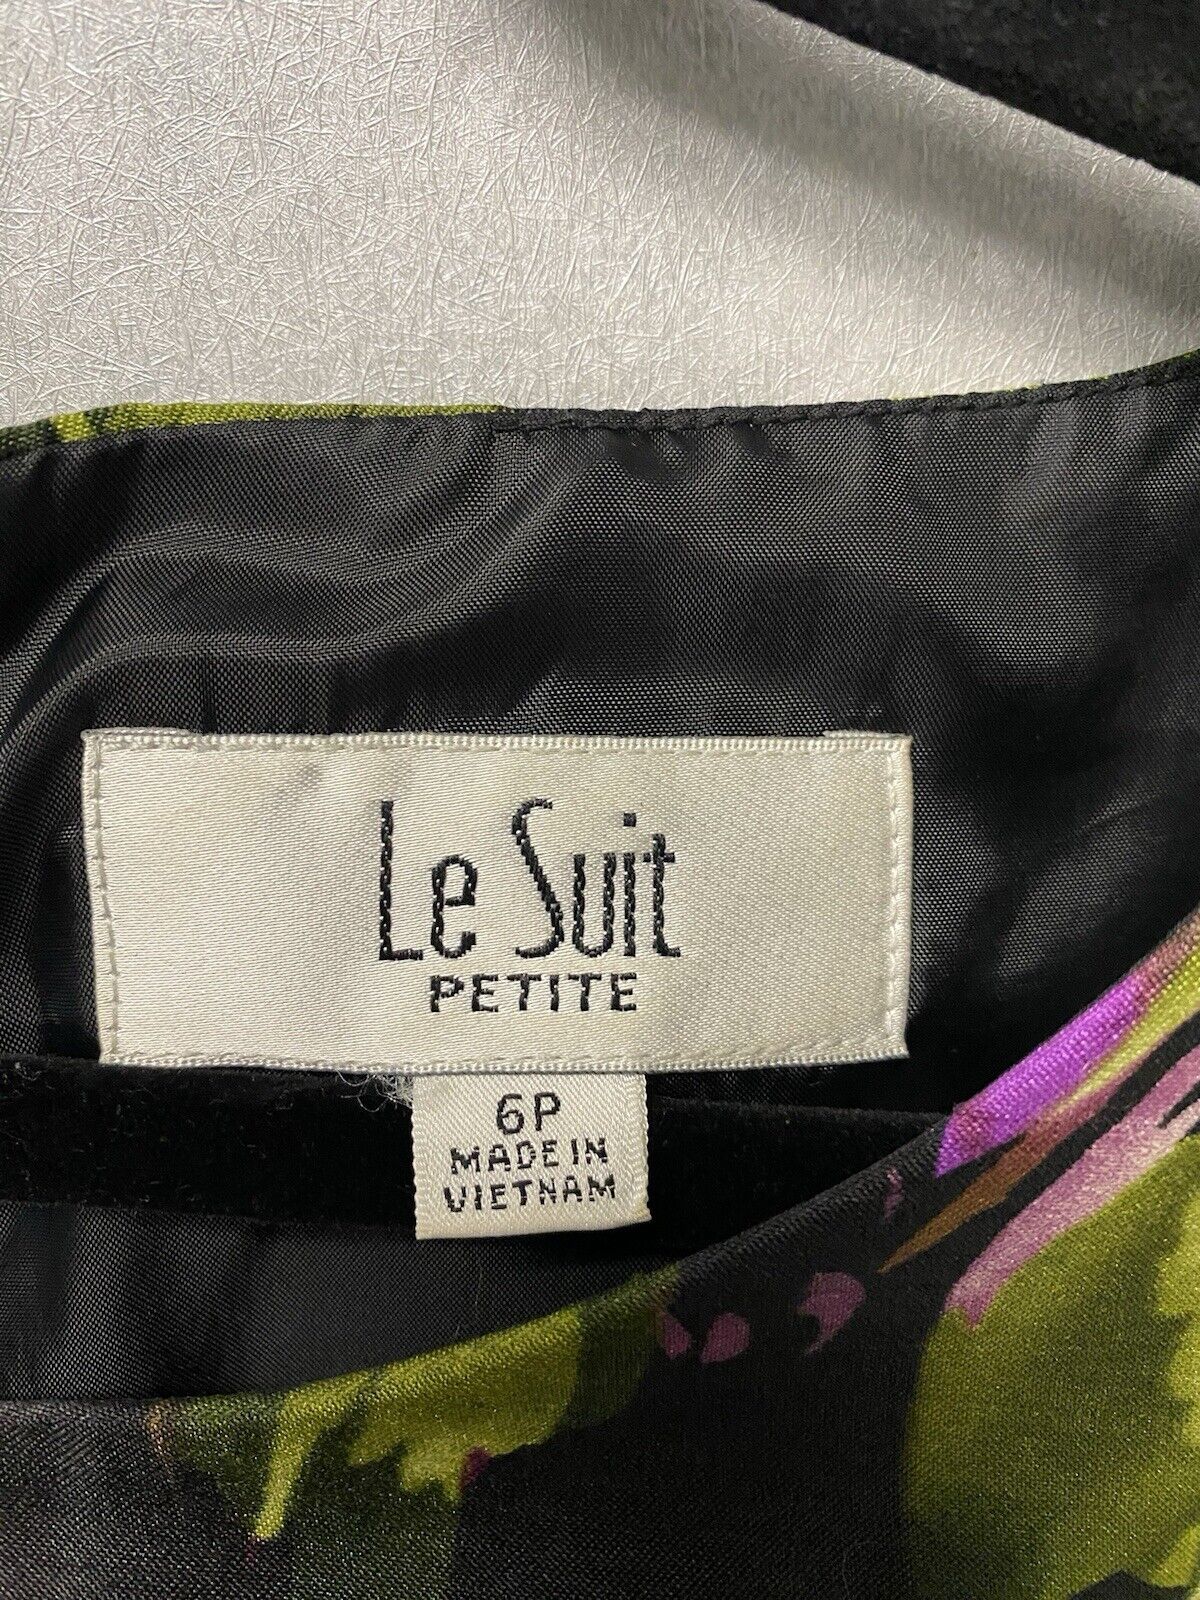 Le Suit
PETITE
6P
MADE IN
VIETNAM